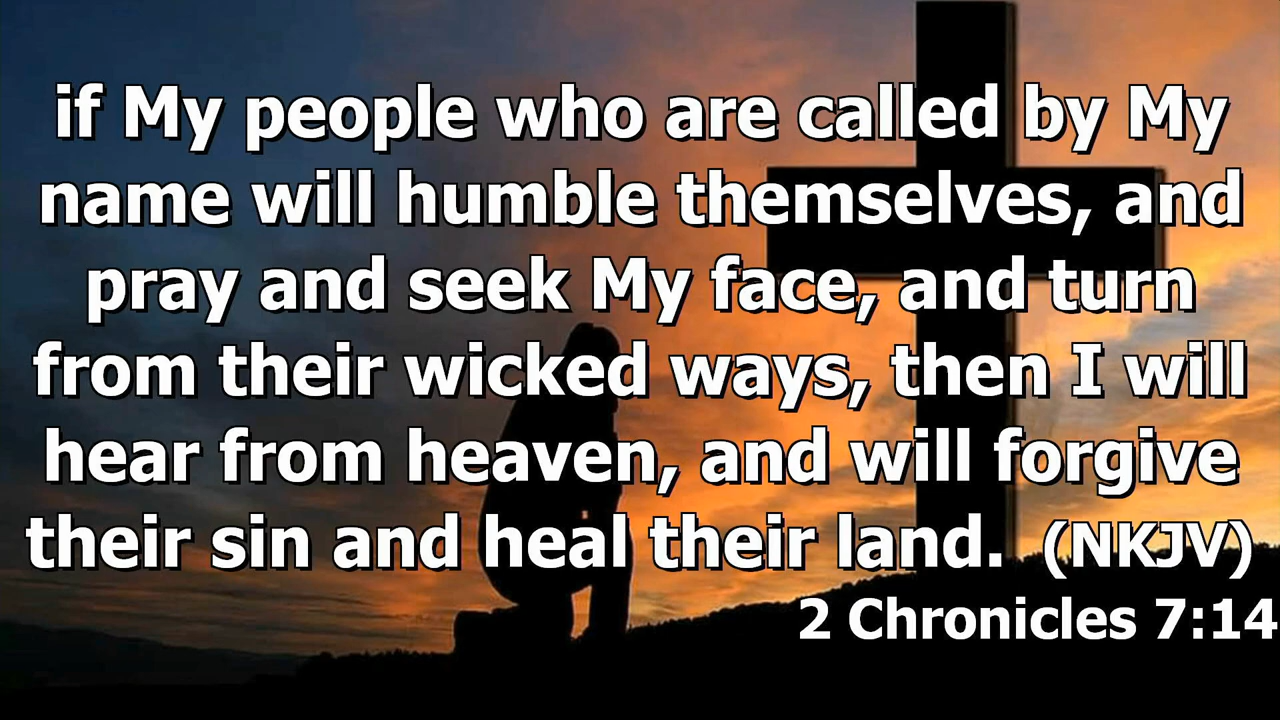 if My people who are called by My
name will humble themselves, and
pray and seek My face, and turn
from their wicked ways, then I will
hear from heaven, and will forgive
their sin and heal their land. (NKJV)
2 Chronicles 7:14